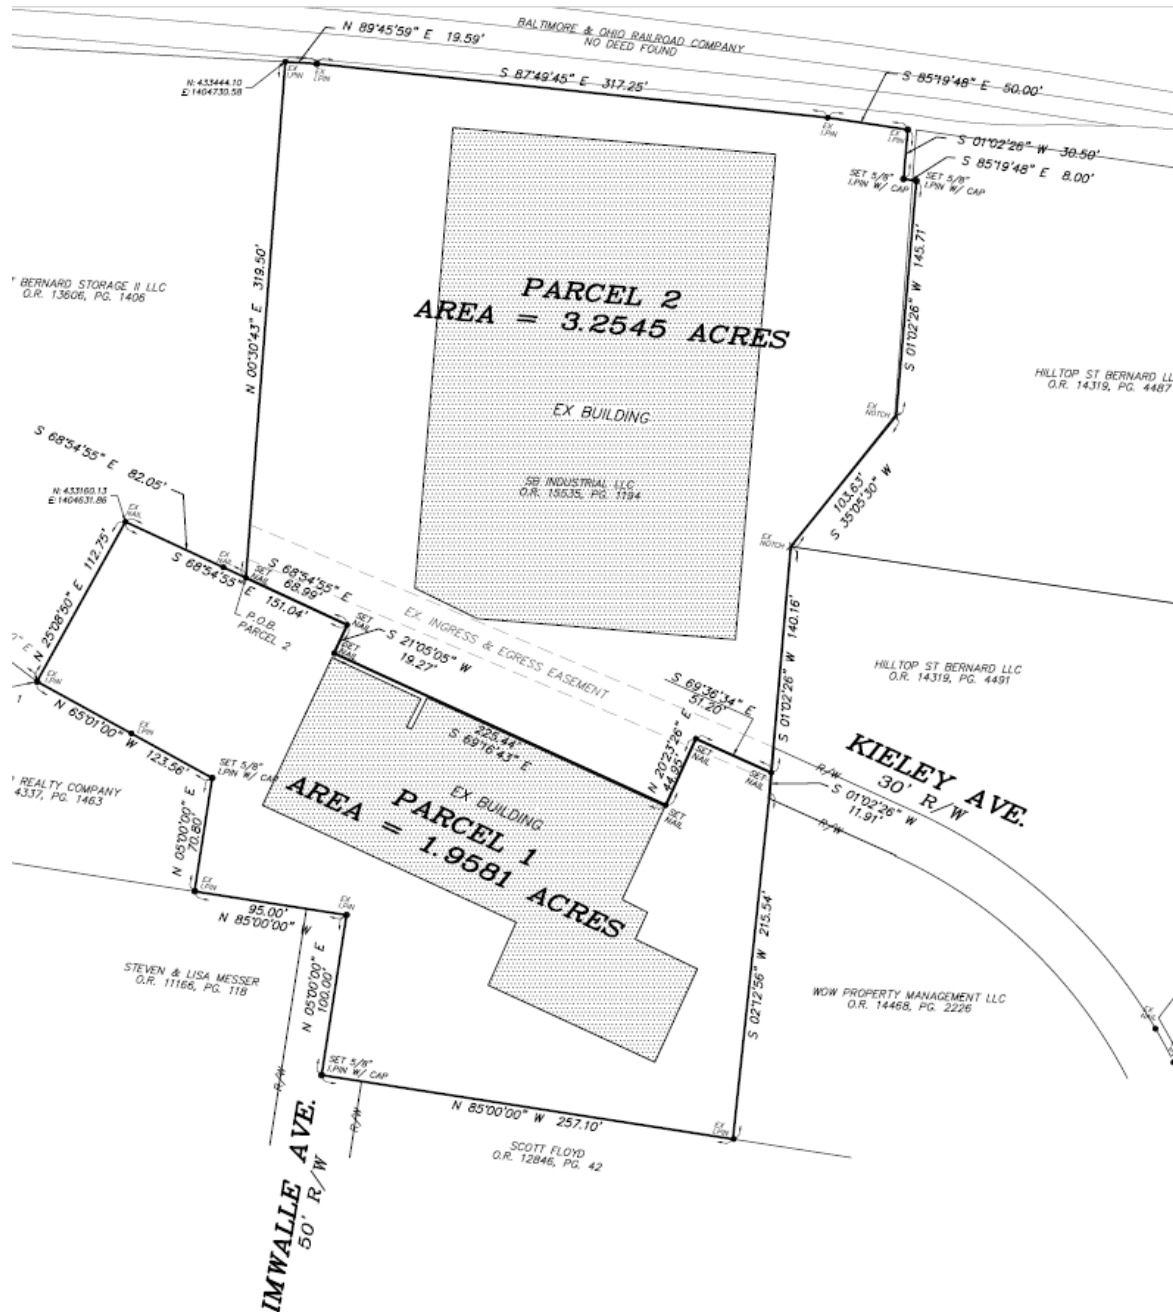 BALTIMORE & OHIO RAILROAD COMPANY
NO DEED FOUND
N 89°45'59" E 19.59'
S 87°49'45" E 317.25'
S 85°19'48" E 50.00'
N: 433444.10
E: 1404730.58
EX
I.PIN
EX
I.PIN
EX
I.PIN
EX
I.PIN
S 01°02'26" W 30.50'
S 85°19'48" E 8.00'
SET 5/8"
I.PIN W/ CAP
SET 5/8"
I.PIN W/ CAP
S 01°02'26" W 145.71'
N 00°30'43" E 319.50'
BERNARD STORAGE II LLC
O.R. 13606, PG. 1406
PARCEL 2
AREA = 3.2545 ACRES
HILLTOP ST BERNARD LL
O.R. 14319, PG. 4487
EX BUILDING
EX
NOTCH
SB INDUSTRIAL LLC
O.R. 15535, PG. 1194
103.63'
S 35°05'30" W
EX
NOTCH
S 68°54'55" E 82.05'
N: 433160.13
E: 1404631.86
EX
NAIL
EX
NAIL
SET
NAIL
S 68°54'55" E 151.04'
S 68°54'55" E
68.99'
P.O.B.
PARCEL 2
SET
NAIL
SET
NAIL
S 21°05'05" W
19.27'
EX. INGRESS & EGRESS EASEMENT
N 25°08'50" E 112.75'
0" E
1
EX
I.PIN
N 65°01'00" W 123.56'
EX
I.PIN
SET 5/8"
I.PIN W/ CAP
S 01°02'26" W 140.16'
HILLTOP ST BERNARD LLC
O.R. 14319, PG. 4491
S 69°36'34" E
51.20'
225.44'
S 69°16'43" E
N 20°23'26" E
44.95'
SET
NAIL
SET
NAIL
SET
NAIL
KIELEY AVE.
30' R/W
R/W
R/W
S 01°02'26" W
11.91'
REALTY COMPANY
4337, PG. 1463
N 05°00'00" E
70.80'
EX BUILDING
PARCEL 1
AREA = 1.9581 ACRES
EX
I.PIN
95.00'
N 85°00'00" W
EX
I.PIN
STEVEN & LISA MESSER
O.R. 11166, PG. 118
N 05°00'00" E
100.00'
S 02°12'56" W 215.54'
WOW PROPERTY MANAGEMENT LLC
O.R. 14468, PG. 2226
EX
NAIL
SET 5/8"
I.PIN W/ CAP
R/W
R/W
N 85°00'00" W 257.10'
EX
I.PIN
SCOTT FLOYD
O.R. 12846, PG. 42
IMWALLE AVE.
50' R/W